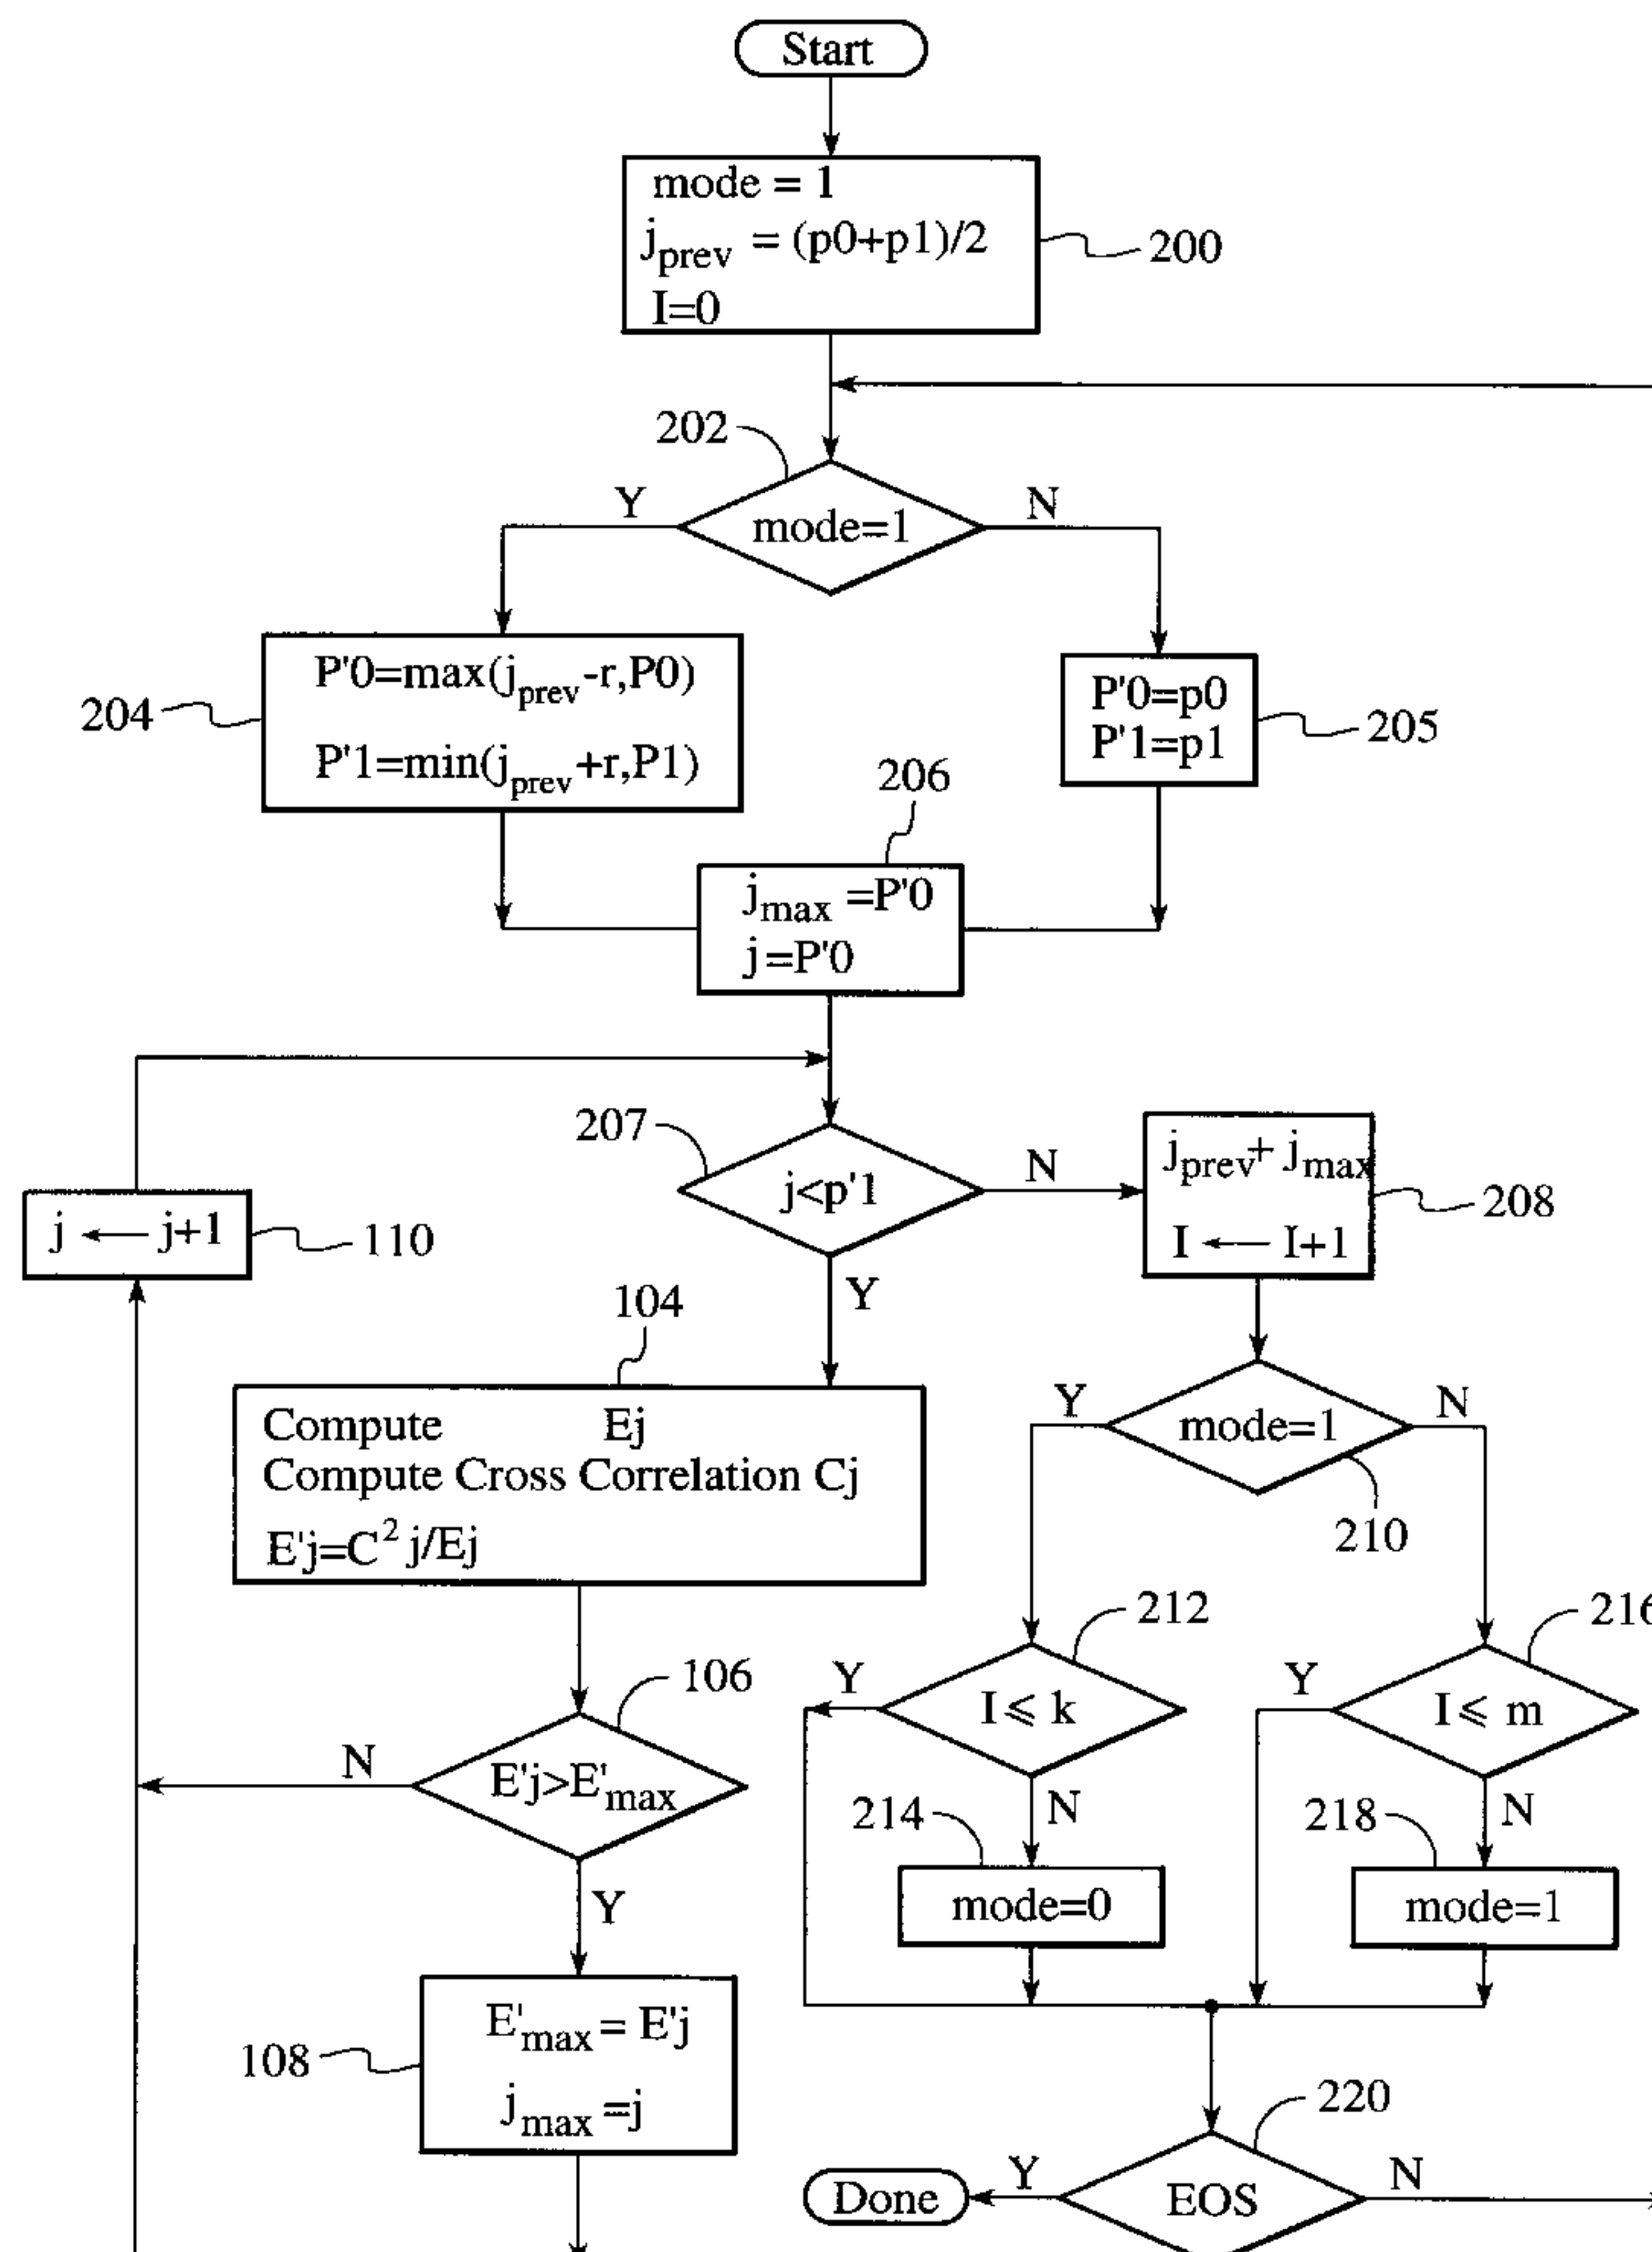 Start
mode = 1
jprev = (p0+p1)/2
I=0
200
202
Y
N
mode=1
P'0=max(jprev-r,P0)
P'1=min(jprev+r,P1)
204
P'0=p0
P'1=p1
205
206
jmax =P'0
j=P'0
207
j<p'1
N
Y
jprev+ jmax
I ← I+1
208
j ← j+1
110
104
Compute Ej
Compute Cross Correlation Cj
E'j=C² j/Ej
Y
mode=1
N
210
106
E'j>E'max
N
Y
212
Y
I ⩽ k
N
216
Y
I ⩽ m
N
214
mode=0
218
mode=1
108
E'max = E'j
jmax =j
220
Done
Y
EOS
N